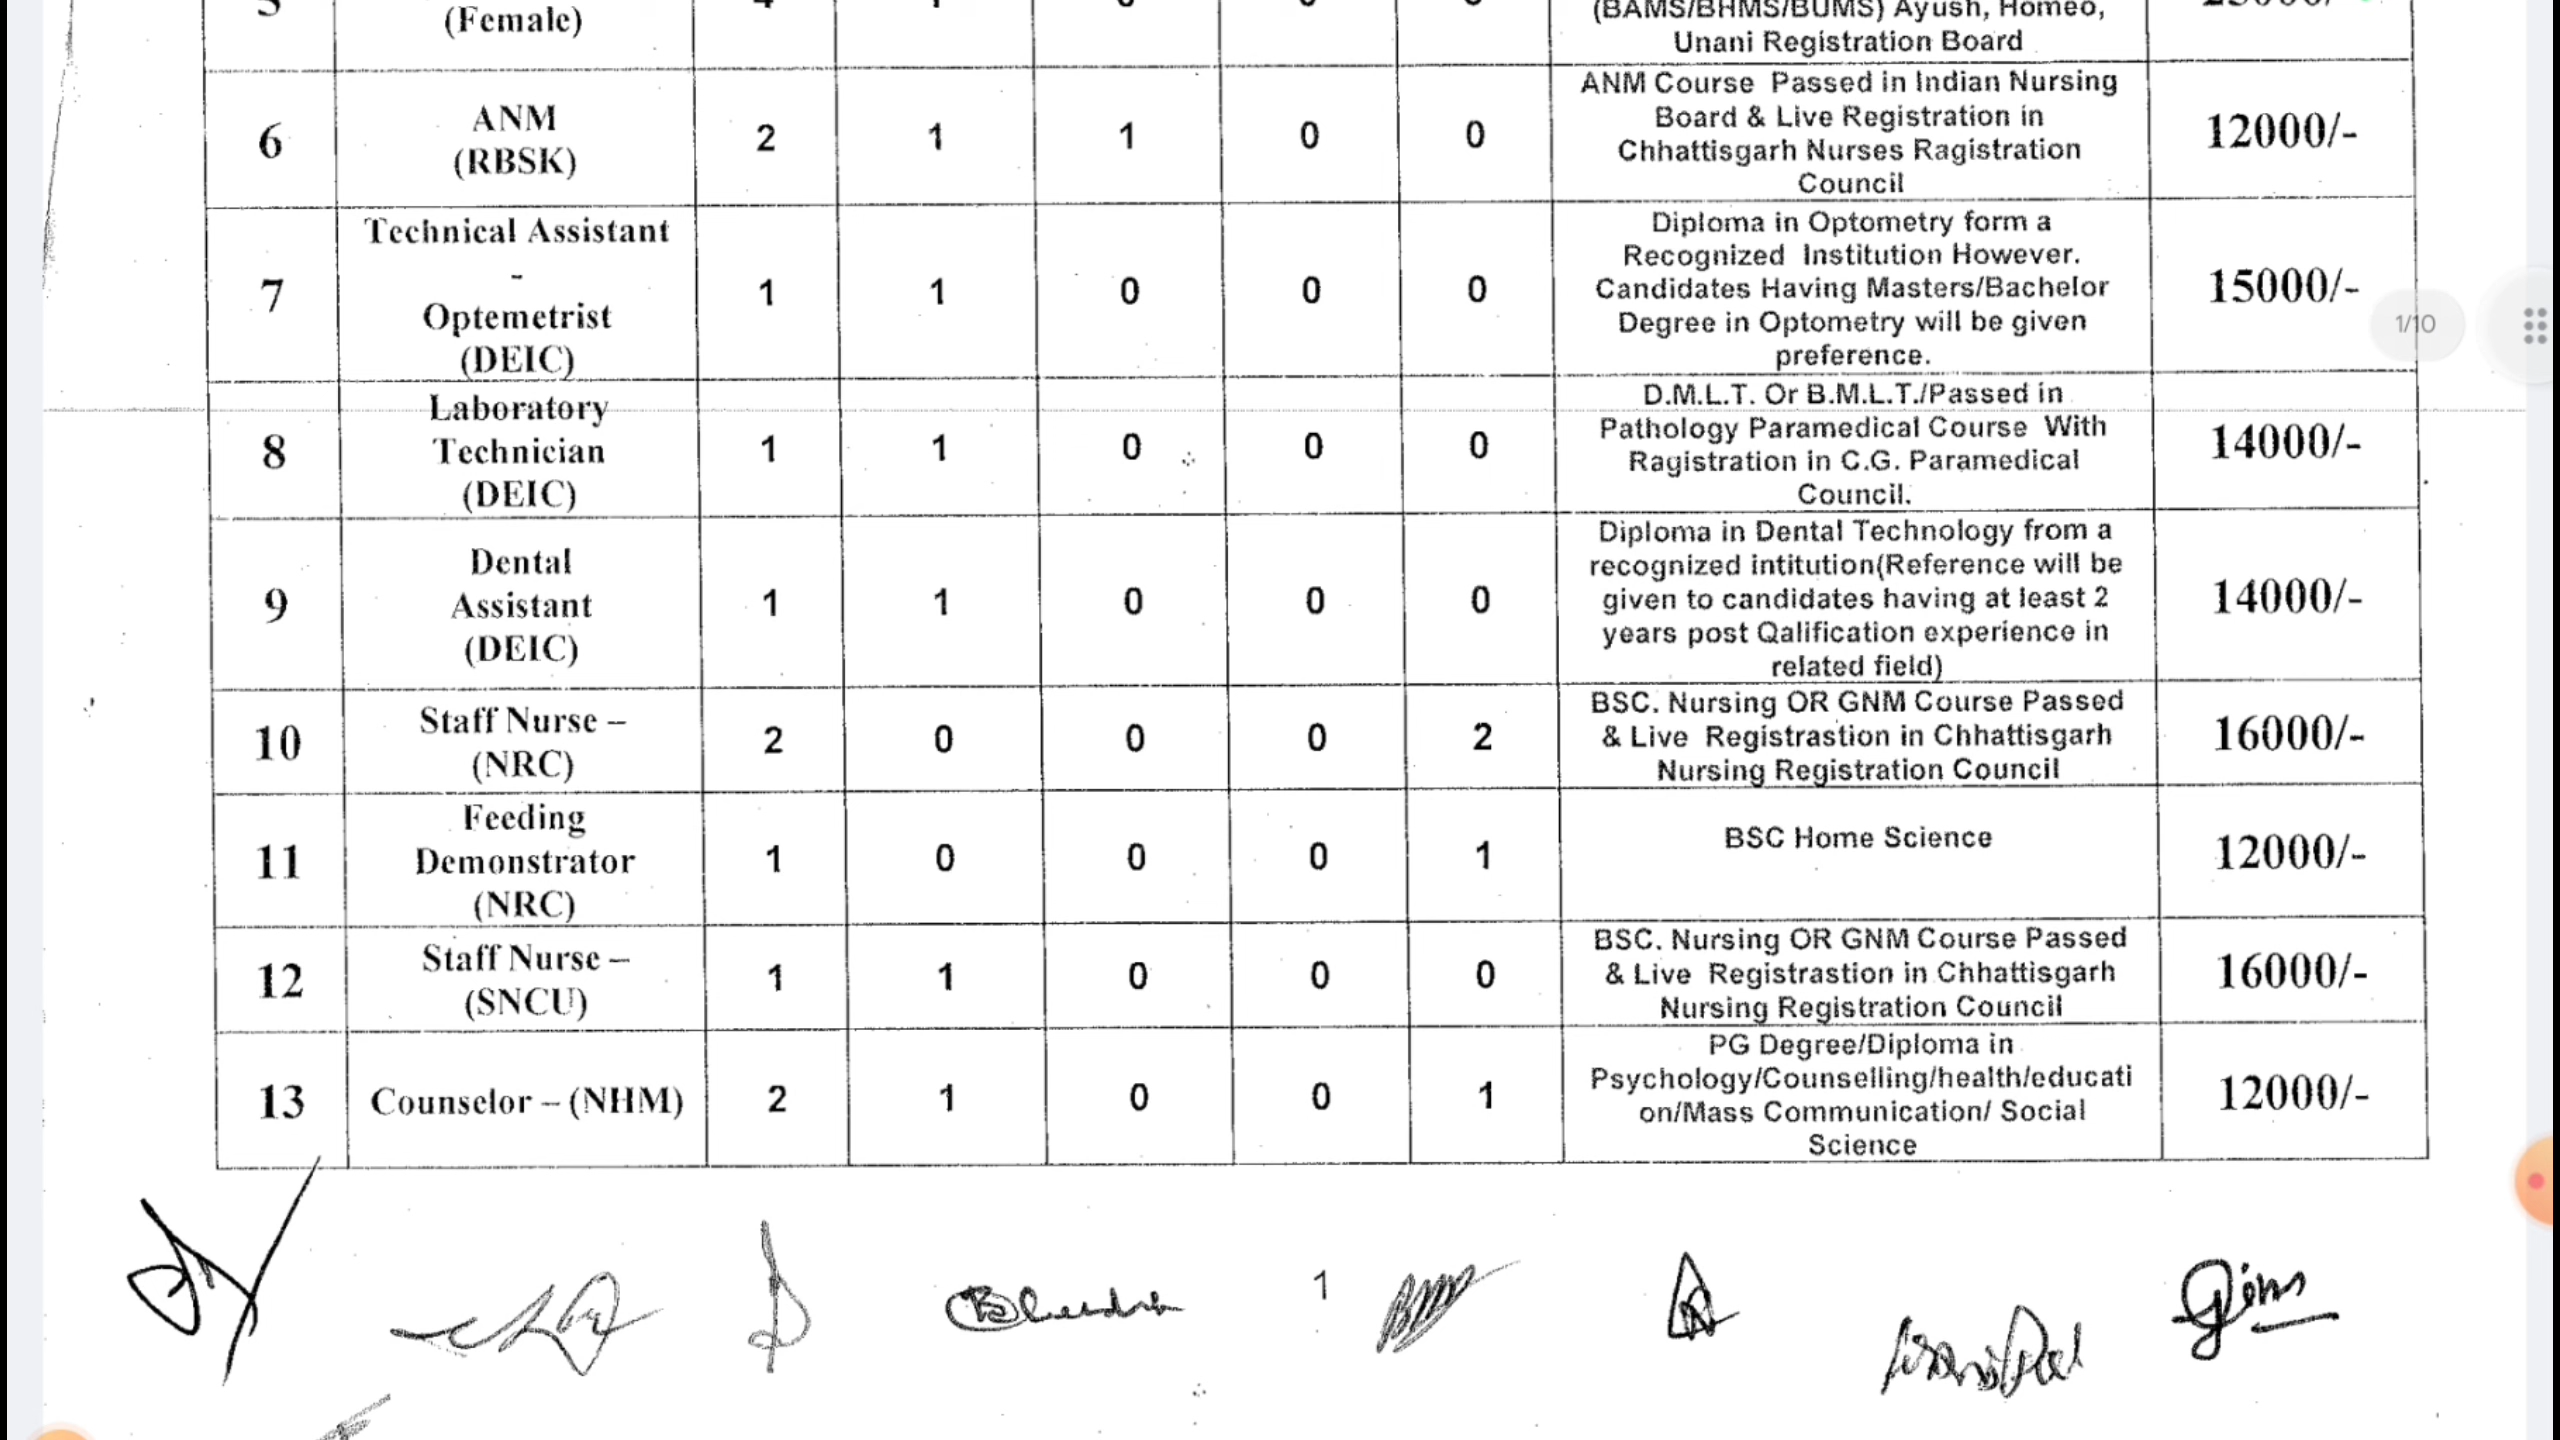 (Female)
(BAMS/BHMS/BUMS) Ayush, Homeo,
Unani Registration Board
6
ANM
(RBSK)
2
1
1
0
0
ANM Course Passed in Indian Nursing
Board & Live Registration in
Chhattisgarh Nurses Ragistration
Council
12000/-
7
Technical Assistant
-
Optemetrist
(DEIC)
1
1
0
0
0
Diploma in Optometry form a
Recognized Institution However.
Candidates Having Masters/Bachelor
Degree in Optometry will be given
preference.
15000/-
1/10
8
Laboratory
Technician
(DEIC)
1
1
0
0
0
D.M.L.T. Or B.M.L.T./Passed in
Pathology Paramedical Course With
Ragistration in C.G. Paramedical
Council.
14000/-
9
Dental
Assistant
(DEIC)
1
1
0
0
0
Diploma in Dental Technology from a
recognized intitution(Reference will be
given to candidates having at least 2
years post Qalification experience in
related field)
14000/-
10
Staff Nurse –
(NRC)
2
0
0
0
2
BSC. Nursing OR GNM Course Passed
& Live Registrastion in Chhattisgarh
Nursing Registration Council
16000/-
11
Feeding
Demonstrator
(NRC)
1
0
0
0
1
BSC Home Science
12000/-
12
Staff Nurse –
(SNCU)
1
1
0
0
0
BSC. Nursing OR GNM Course Passed
& Live Registrastion in Chhattisgarh
Nursing Registration Council
16000/-
13
Counselor – (NHM)
2
1
0
0
1
PG Degree/Diploma in
Psychology/Counselling/health/educati
on/Mass Communication/ Social
Science
12000/-
1